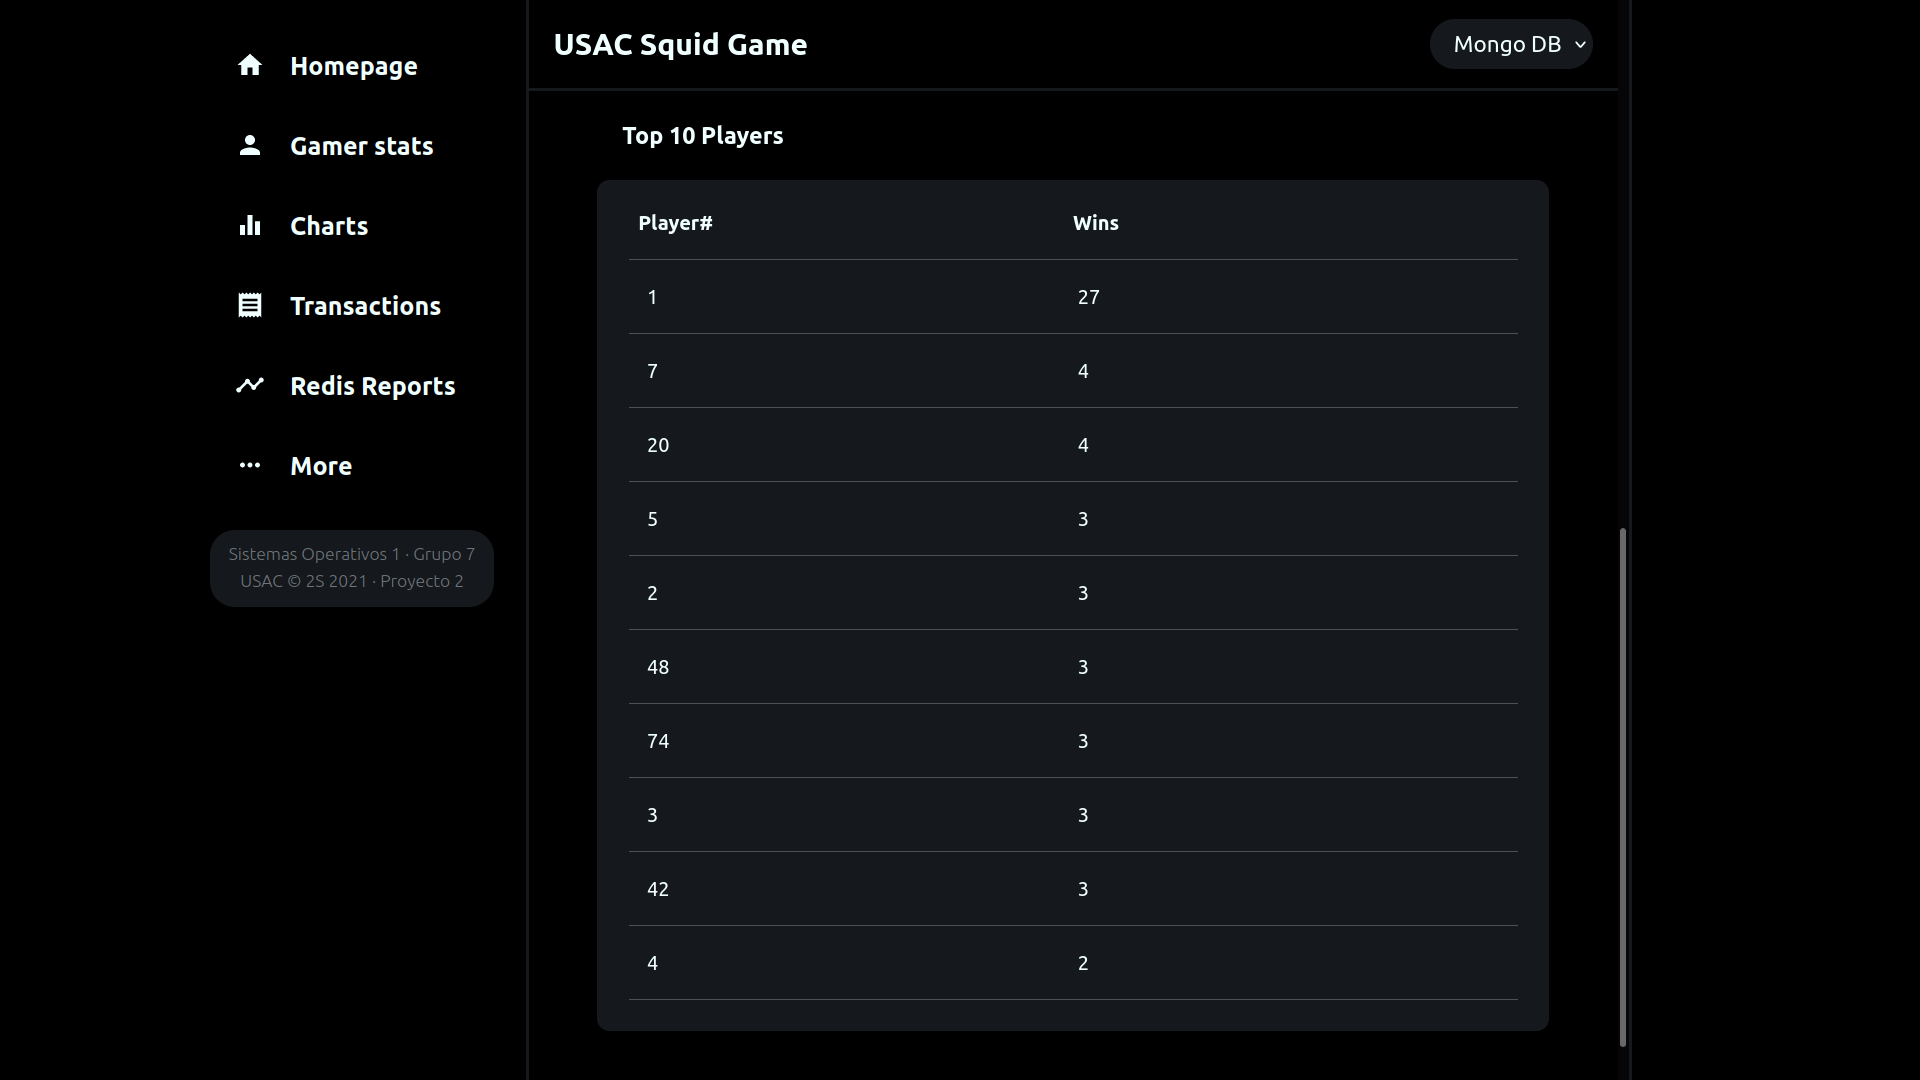 Homepage
Gamer stats
Charts
Transactions
Redis Reports
More
Sistemas Operativos 1 · Grupo 7
USAC © 2S 2021 · Proyecto 2
USAC Squid Game
Mongo DB
Top 10 Players
Player# Wins
1 27
7 4
20 4
5 3
2 3
48 3
74 3
3 3
42 3
4 2